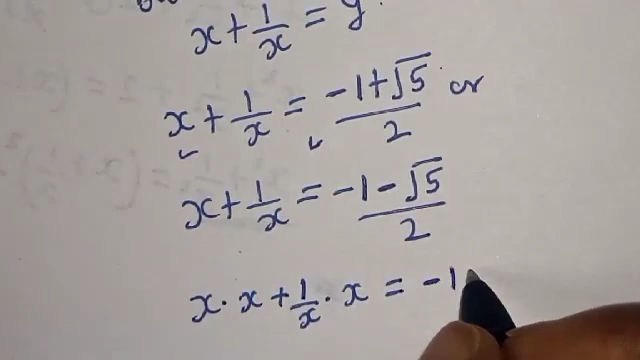 x + 1/x = y.
x + 1/x = (-1+√5)/2 or
x + 1/x = (-1-√5)/2
x · x + 1/x · x = -1